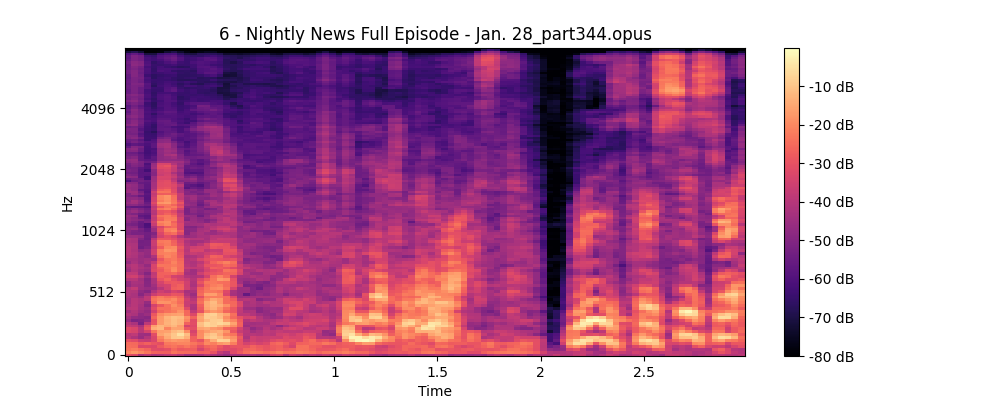 6 - Nightly News Full Episode - Jan. 28_part344.opus
Hz
4096
2048
1024
512
0
0
0.5
1
1.5
2
2.5
Time
-10 dB
-20 dB
-30 dB
-40 dB
-50 dB
-60 dB
-70 dB
-80 dB